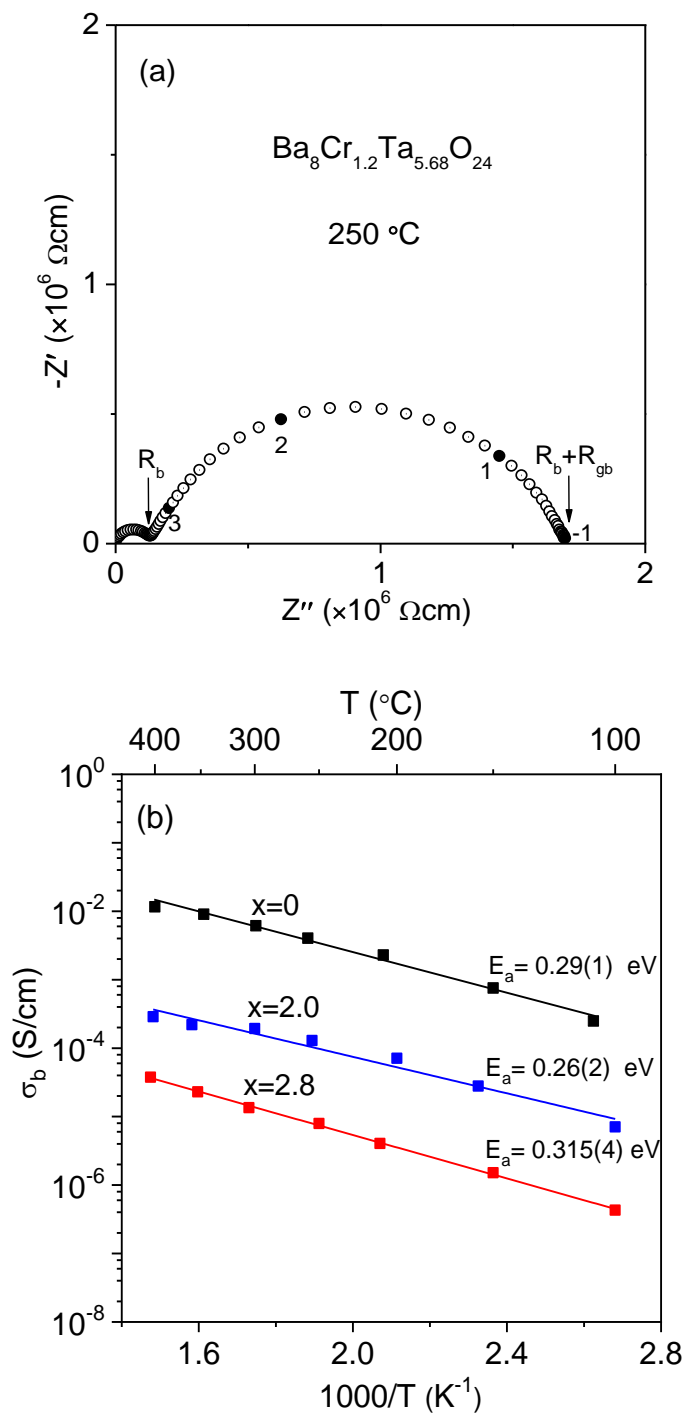 2
(a)
Ba8Cr1.2Ta5.68O24
250 °C
1
-Z′ (×10^6 Ωcm)
2
1
R_b
R_b+R_gb
3
-1
0
0
1
2
Z″ (×10^6 Ωcm)
T (°C)
400
300
200
100
10^0
(b)
10^-2
x=0
E_a= 0.29(1) eV
x=2.0
10^-4
σ_b (S/cm)
E_a= 0.26(2) eV
x=2.8
E_a= 0.315(4) eV
10^-6
10^-8
1.6
2.0
2.4
2.8
1000/T (K^-1)